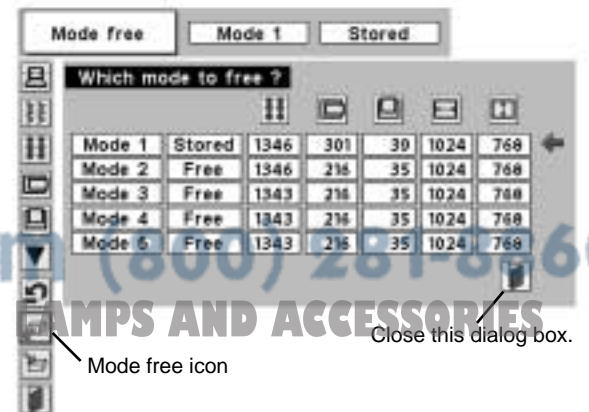 Mode free Mode 1 Stored
Which mode to free ?
Mode 1 Stored 1346 301 39 1024 768
Mode 2 Free 1346 216 35 1024 768
Mode 3 Free 1343 216 35 1024 768
Mode 4 Free 1343 216 35 1024 768
Mode 5 Free 1343 216 35 1024 768
m (800) 281-886
LAMPS AND ACCESSORIES
Close this dialog box.
Mode free icon